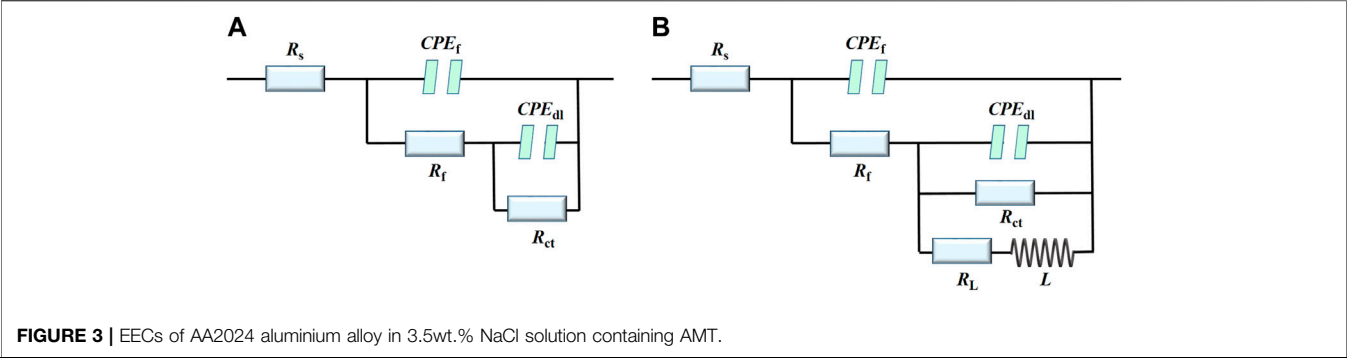 A
B
Rs
CPEf
Rs
CPEf
CPEdl
CPEdl
Rf
Rf
Rct
Rct
RL
L
FIGURE 3 | EECs of AA2024 aluminium alloy in 3.5wt.% NaCl solution containing AMT.